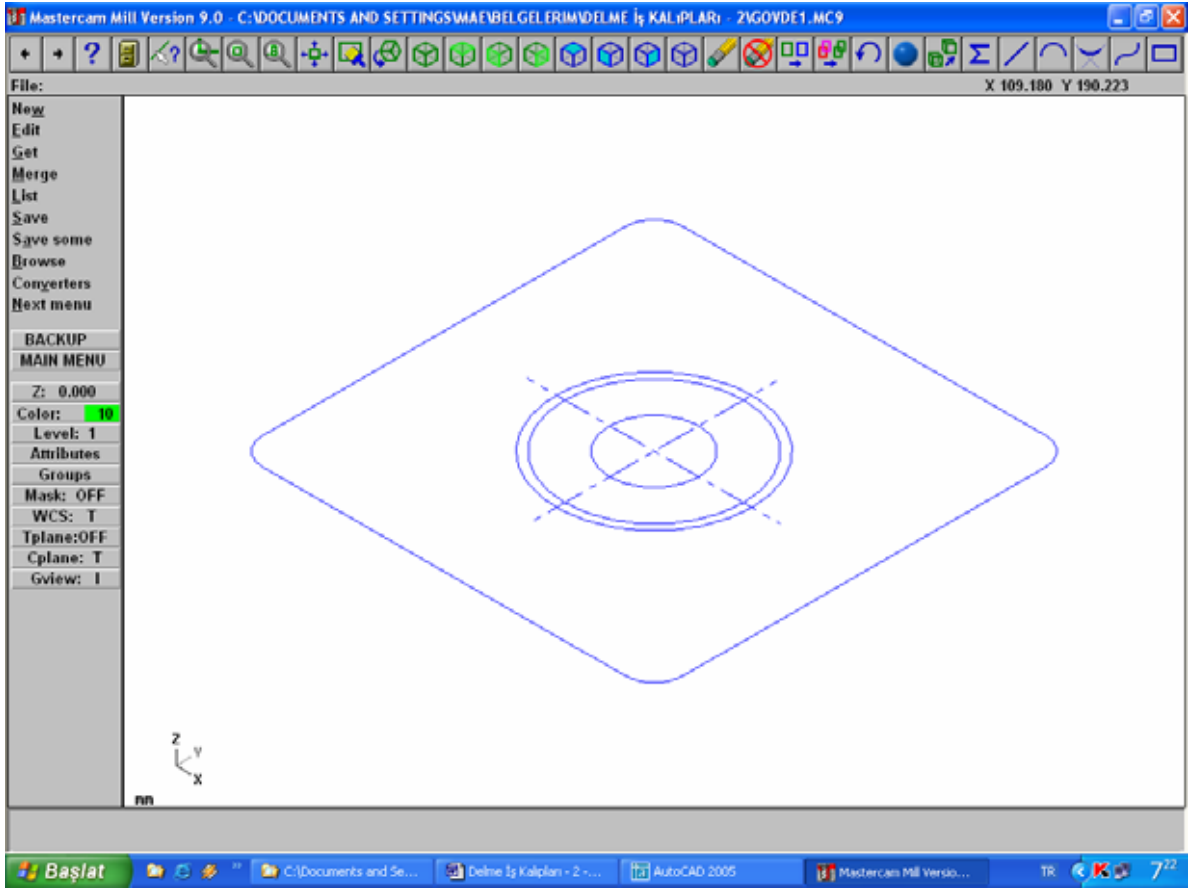 Mastercam Mill Version 9.0 - C:\DOCUMENTS AND SETTINGS\MAE\BELGELERIM\DELME İş KALıPLARı - 2\GOVDE1.MC9
File:
X 109.180 Y 190.223
New
Edit
Get
Merge
List
Save
Save some
Browse
Converters
Next menu
BACKUP
MAIN MENU
Z: 0.000
Color: 10
Level: 1
Attributes
Groups
Mask: OFF
WCS: T
Tplane:OFF
Cplane: T
Gview: I
Z
Y
X
mm
Başlat
C:\Documents and Se...
Delme İş Kalıpları - 2 -...
AutoCAD 2005
Mastercam Mill Versio...
TR
7 22